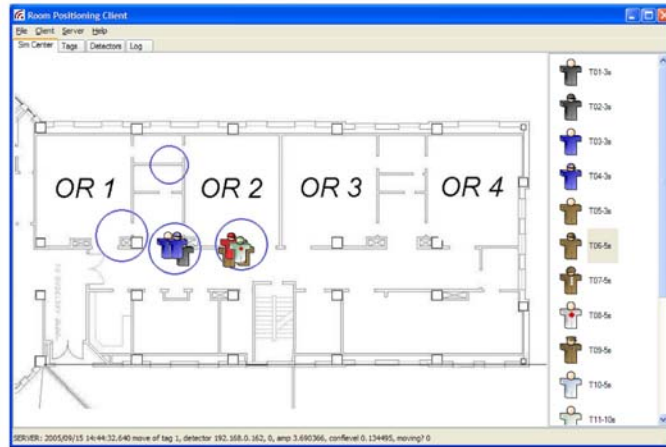 Room Positioning Client
File Client Server Help
Sim Center Tags Detectors Log
OR 1 OR 2 OR 3 OR 4
T01-3s
T02-3s
T03-3s
T04-3s
T05-3s
T06-5s
T07-5s
T08-5s
T09-5s
T10-5s
T11-10s
SERVER: 2005/09/15 14:44:32.640 move of tag 1, detector 192.168.0.162, 0, amp 3.690366, conflevel 0.134495, moving? 0